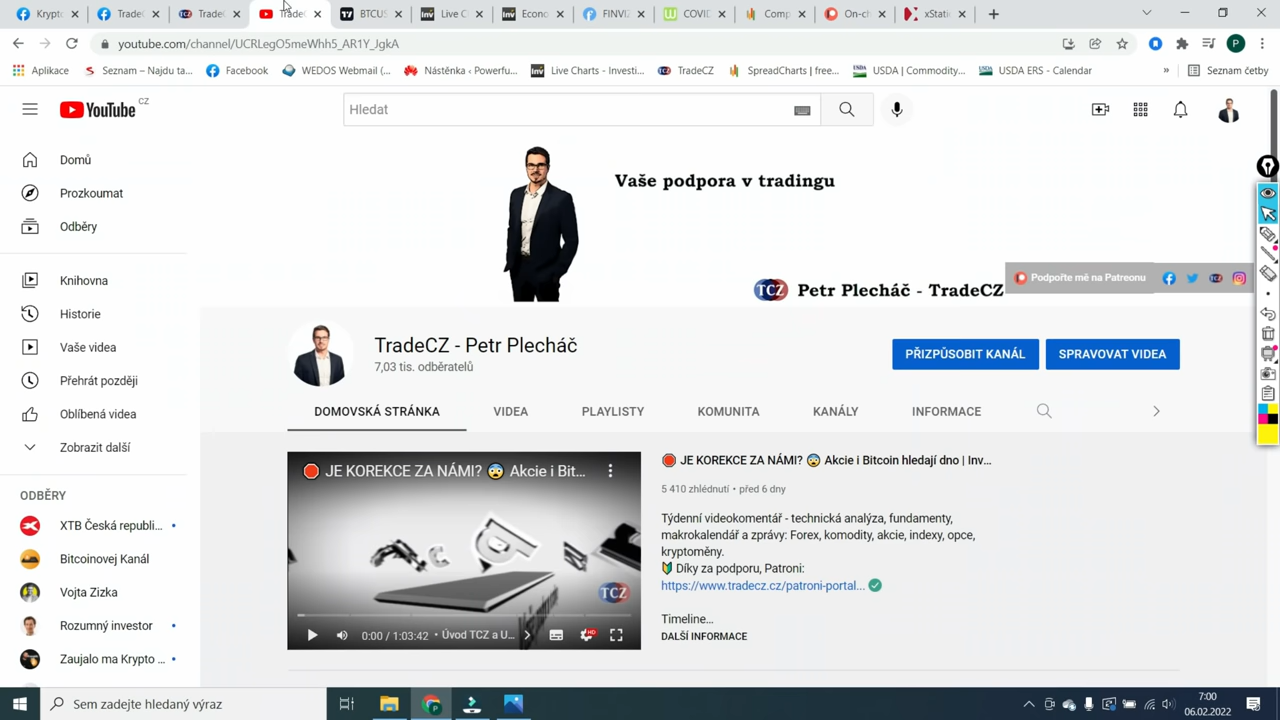 Krypto
TradeC
TradeC
Trade
BTCUS
Live C
Econo
FINVIZ
COVID
Comp
On-ch
xStati
youtube.com/channel/UCRLegO5meWhh5_AR1Y_JgkA
P
Aplikace
Seznam – Najdu ta...
Facebook
WEDOS Webmail (...
Nástěnka ‹ Powerfu...
Live Charts - Investi...
TradeCZ
SpreadCharts | free...
USDA | Commodity...
USDA ERS - Calendar
»
Seznam četby
YouTube CZ
Hledat
Domů
Prozkoumat
Odběry
Knihovna
Historie
Vaše videa
Přehrát později
Oblíbená videa
Zobrazit další
ODBĚRY
XTB Česká republi...
Bitcoinovej Kanál
Vojta Zizka
Rozumný investor
Zaujalo ma Krypto ...
Vaše podpora v tradingu
TCZ Petr Plecháč - TradeCZ
Podpořte mě na Patreonu
TradeCZ - Petr Plecháč
7,03 tis. odběratelů
PŘIZPŮSOBIT KANÁL
SPRAVOVAT VIDEA
DOMOVSKÁ STRÁNKA
VIDEA
PLAYLISTY
KOMUNITA
KANÁLY
INFORMACE
JE KOREKCE ZA NÁMI? 😨 Akcie i Bit...
TCZ
0:00 / 1:03:42 • Úvod TCZ a U...
HD
JE KOREKCE ZA NÁMI? 😨 Akcie i Bitcoin hledají dno | Inv...
5 410 zhlédnutí • před 6 dny
Týdenní videokomentář - technická analýza, fundamenty,
makrokalendář a zprávy: Forex, komodity, akcie, indexy, opce,
kryptoměny.
🔰 Díky za podporu, Patroni:
https://www.tradecz.cz/patroni-portal...
Timeline...
DALŠÍ INFORMACE
Sem zadejte hledaný výraz
7:00
06.02.2022